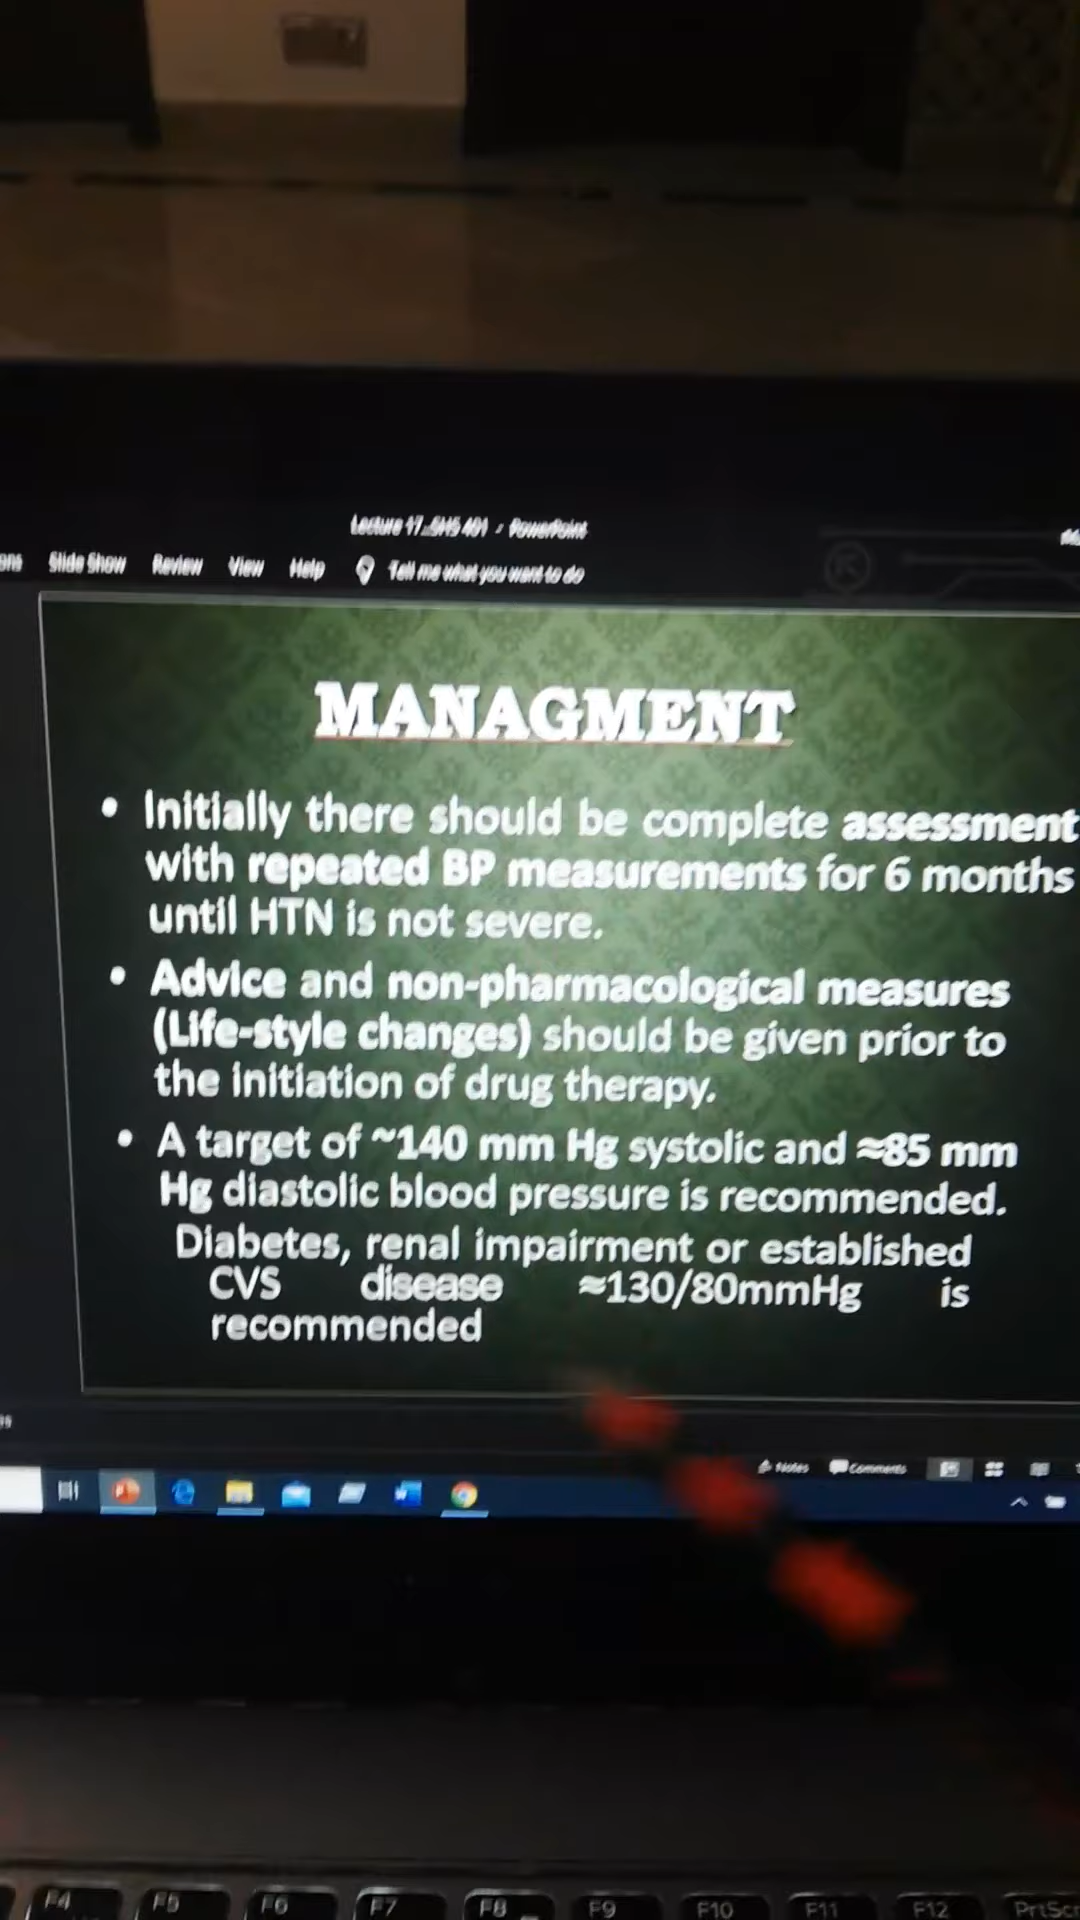 Lecture 17..SHS 401 - PowerPoint
ons Slide Show Review View Help Tell me what you want to do
MANAGMENT
• Initially there should be complete assessment
with repeated BP measurements for 6 months
until HTN is not severe.
• Advice and non-pharmacological measures
(Life-style changes) should be given prior to
the initiation of drug therapy.
• A target of ~140 mm Hg systolic and ≈85 mm
Hg diastolic blood pressure is recommended.
Diabetes, renal impairment or established
CVS disease ≈130/80mmHg is
recommended
Notes Comments
F4 F5 F6 F7 F8 F9 F10 F11 F12 PrtScr